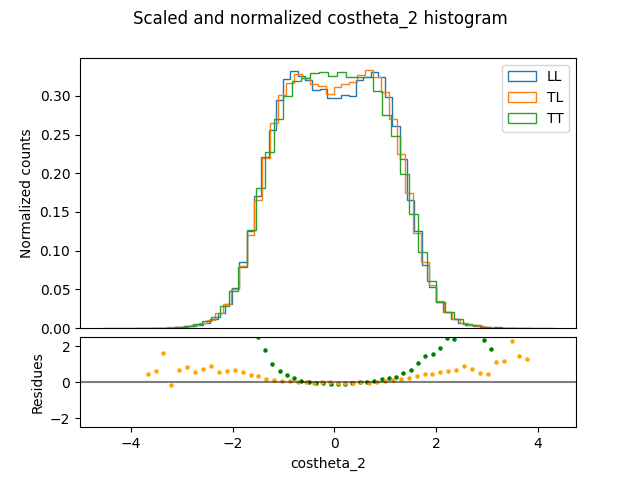 Scaled and normalized costheta_2 histogram
Normalized counts
0.30
0.25
0.20
0.15
0.10
0.05
0.00
LL
TL
TT
Residues
2
0
−2
−4
−2
0
2
4
costheta_2